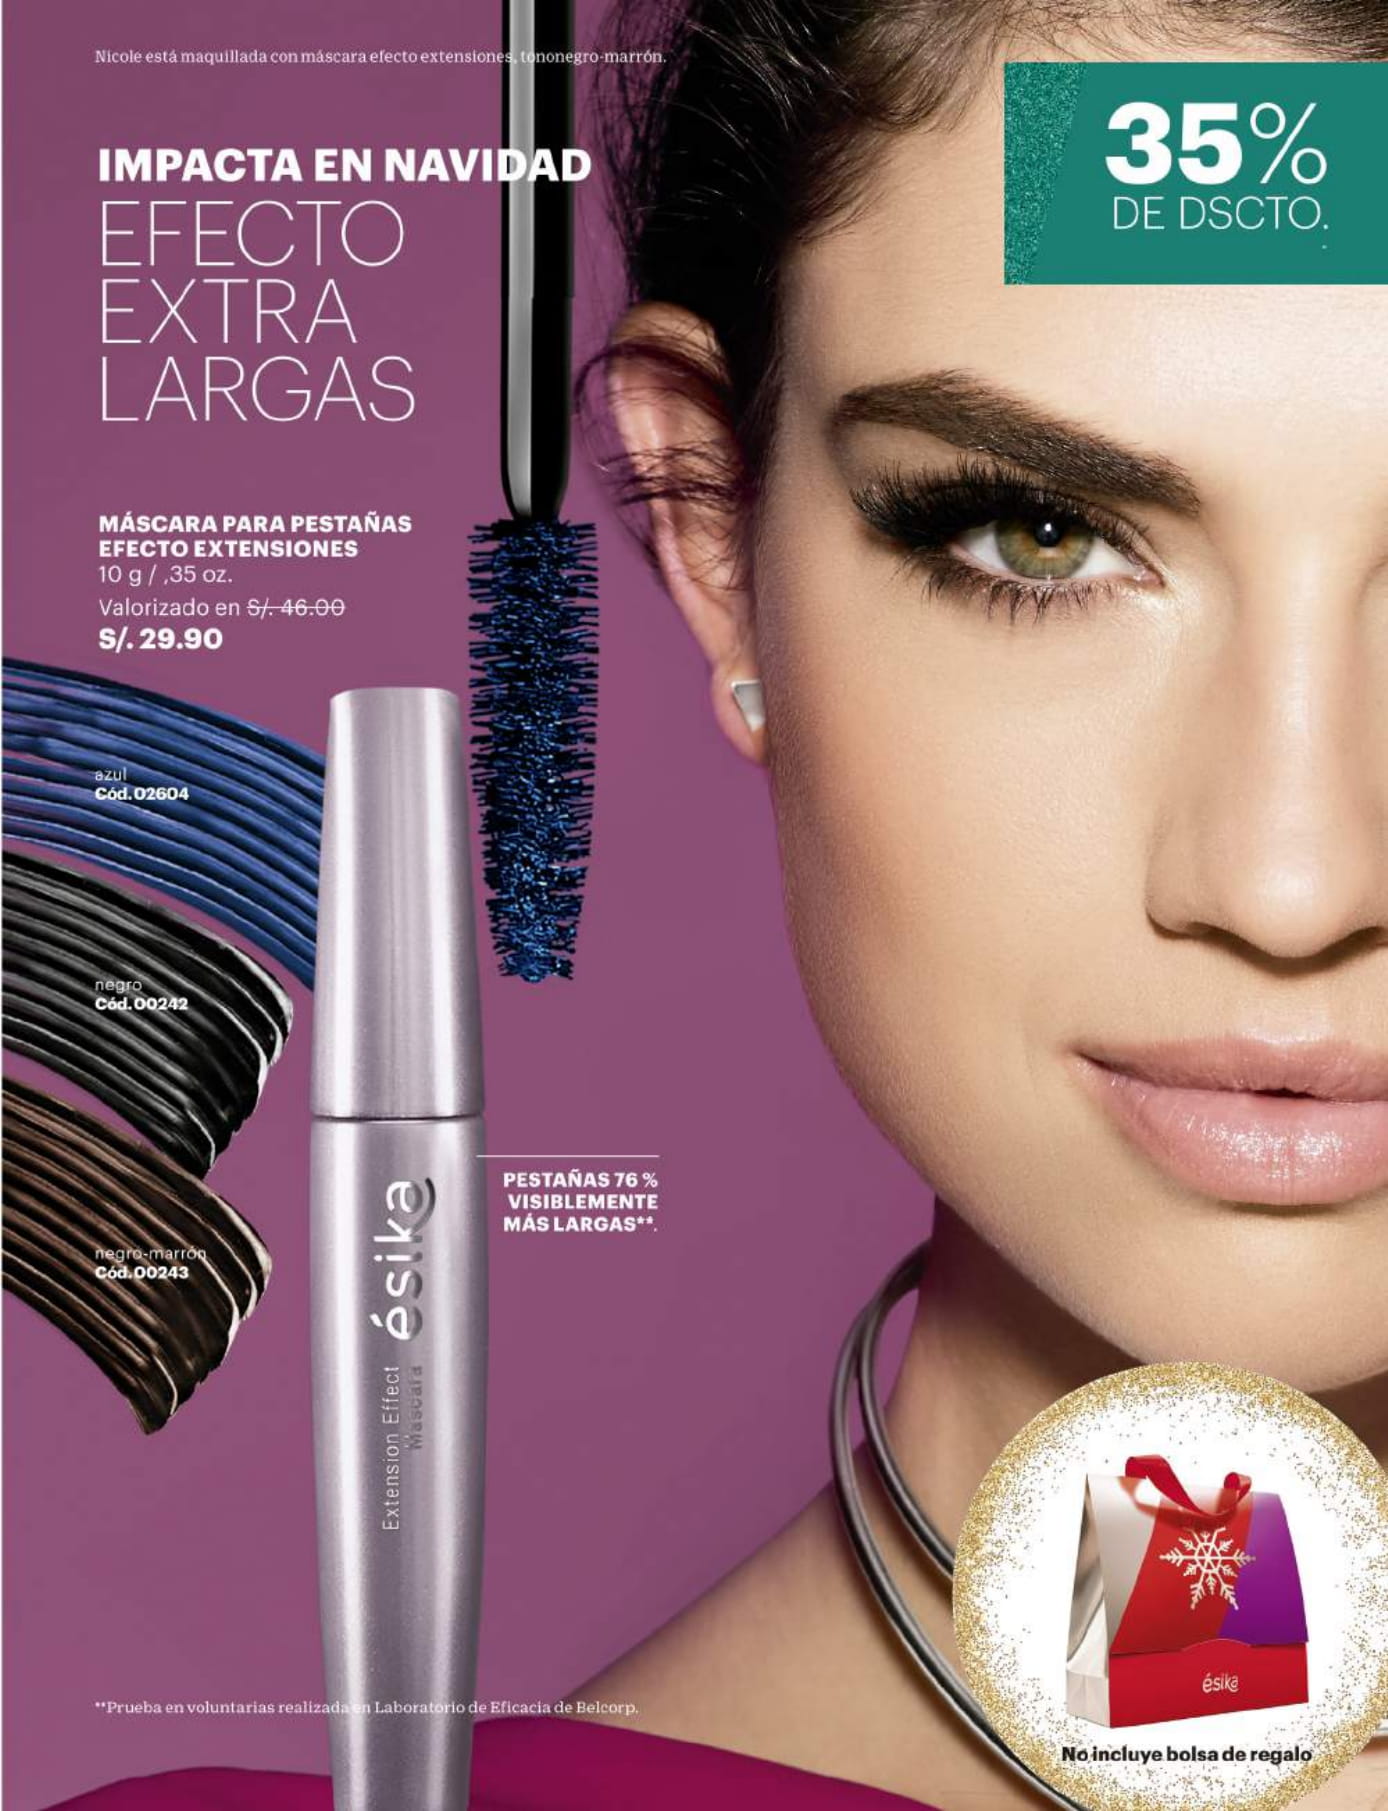 Nicole está maquillada con máscara efecto extensiones, tononegro-marrón.
35%
DE DSCTO.
IMPACTA EN NAVIDAD
EFECTO
EXTRA
LARGAS
MÁSCARA PARA PESTAÑAS
EFECTO EXTENSIONES
10 g / ,35 oz.
Valorizado en S/. 46.00
S/. 29.90
azul
Cód.02604
negro
Cód.00242
negro-marrón
Cód.00243
PESTAÑAS 76 %
VISIBLEMENTE
MÁS LARGAS**.
ésika
Extension Effect
Mascara
ésika
No incluye bolsa de regalo
**Prueba en voluntarias realizada en Laboratorio de Eficacia de Belcorp.